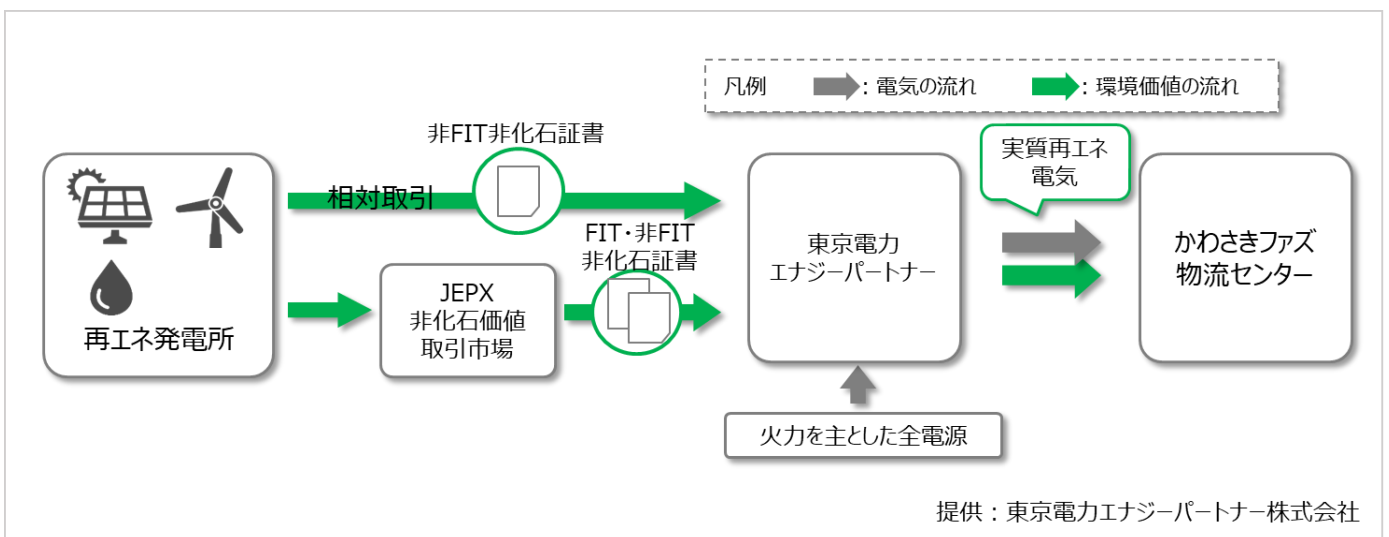 凡例
：電気の流れ
：環境価値の流れ
非FIT非化石証書
相対取引
再エネ発電所
JEPX
非化石価値
取引市場
FIT・非FIT
非化石証書
東京電力
エナジーパートナー
火力を主とした全電源
実質再エネ
電気
かわさきファズ
物流センター
提供：東京電力エナジーパートナー株式会社